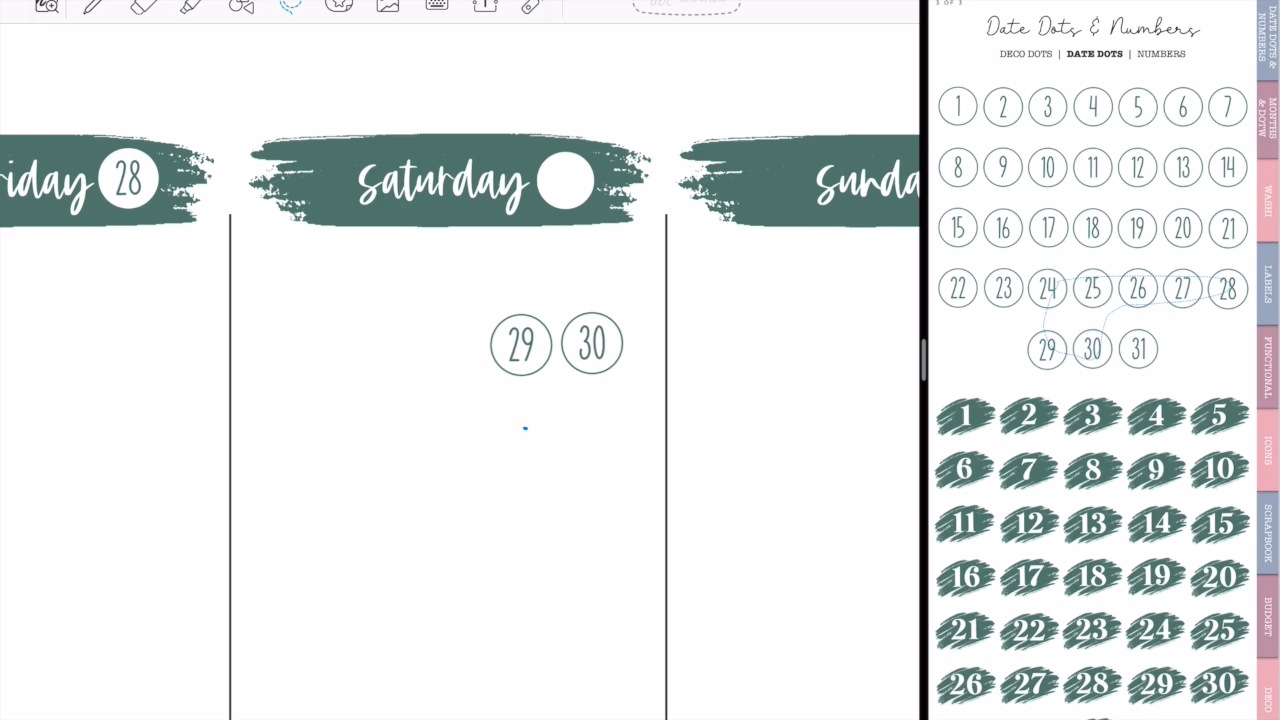 1 OF 1
Date Dots & Numbers
DECO DOTS | DATE DOTS | NUMBERS
riday 28
saturday
sunda
29 30
1 2 3 4 5 6 7
8 9 10 11 12 13 14
15 16 17 18 19 20 21
22 23 24 25 26 27 28
29 30 31
1 2 3 4 5
6 7 8 9 10
11 12 13 14 15
16 17 18 19 20
21 22 23 24 25
26 27 28 29 30
DATE DOTS & NUMBERS
MONTHS & DOTW
WASHI
LABELS
FUNCTIONAL
ICONS
SCRAPBOOK
BUDGET
DECO